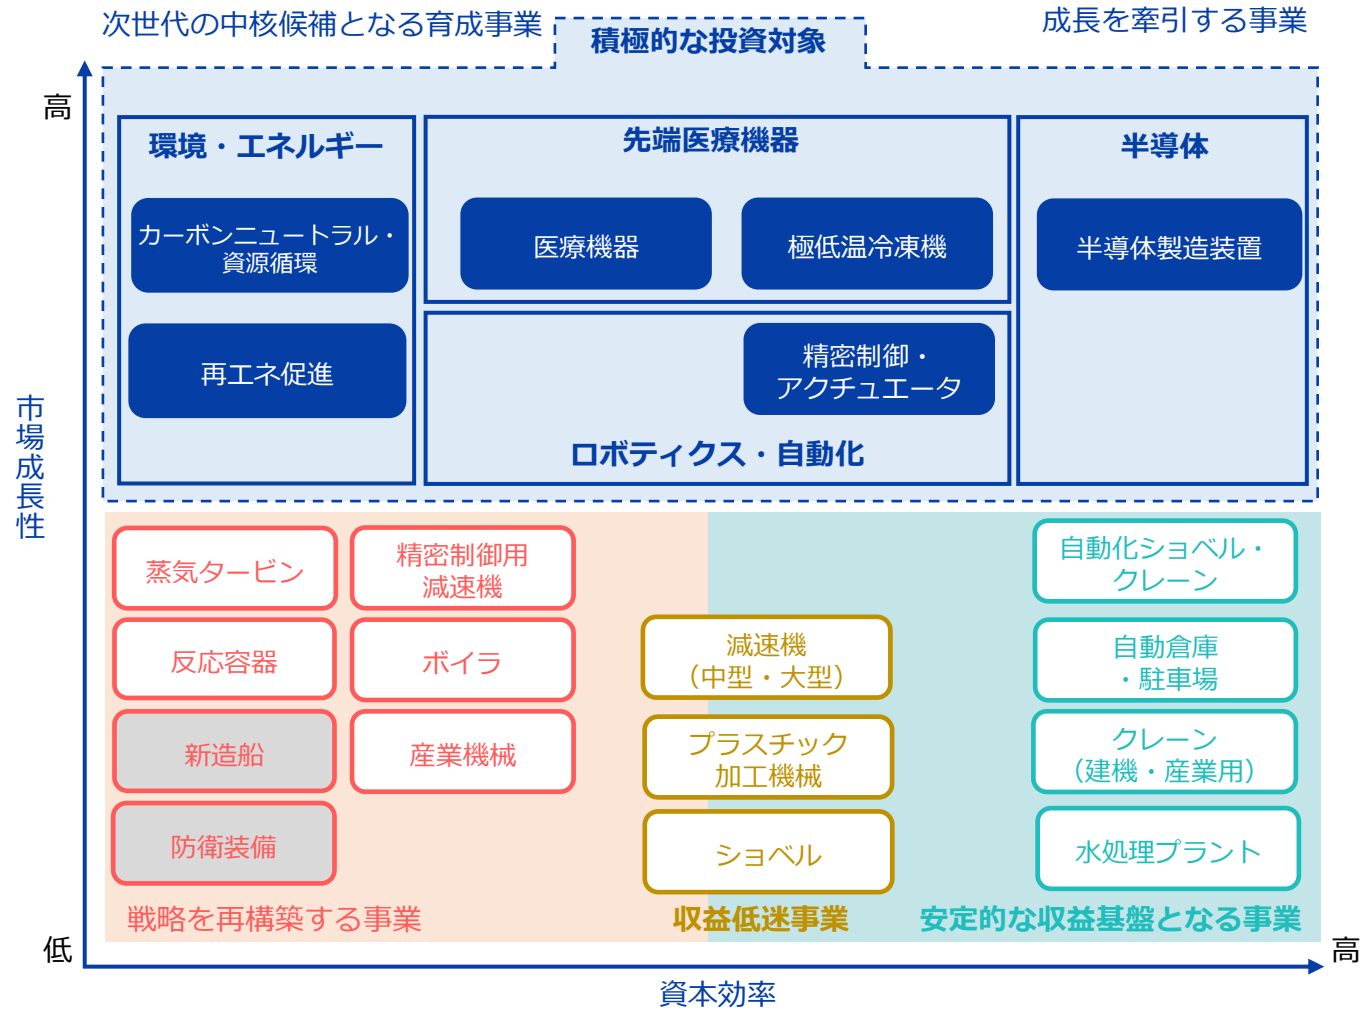 次世代の中核候補となる育成事業
積極的な投資対象
成長を牽引する事業
高
市場成長性
環境・エネルギー
カーボンニュートラル・
資源循環
再エネ促進
先端医療機器
医療機器
極低温冷凍機
精密制御・
アクチュエータ
ロボティクス・自動化
半導体
半導体製造装置
蒸気タービン
精密制御用
減速機
反応容器
ボイラ
新造船
産業機械
防衛装備
戦略を再構築する事業
減速機
（中型・大型）
プラスチック
加工機械
ショベル
収益低迷事業
自動化ショベル・
クレーン
自動倉庫
・駐車場
クレーン
（建機・産業用）
水処理プラント
安定的な収益基盤となる事業
低
高
資本効率